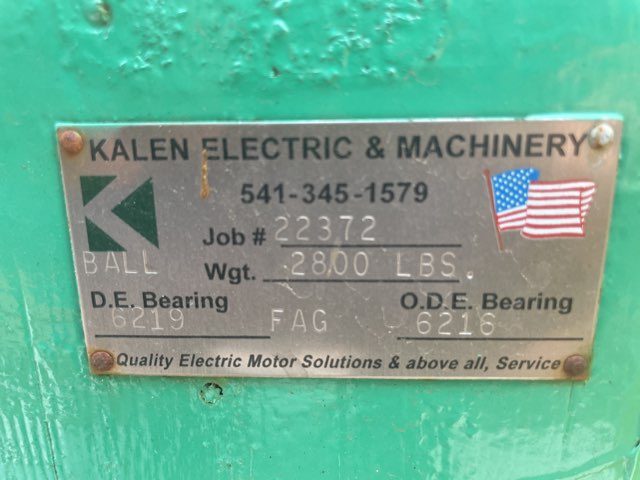 KALEN ELECTRIC & MACHINERY
541-345-1579
Job # 22372
BALL Wgt. 2800 LBS.
D.E. Bearing O.D.E. Bearing
6219 FAG 6216
Quality Electric Motor Solutions & above all, Service